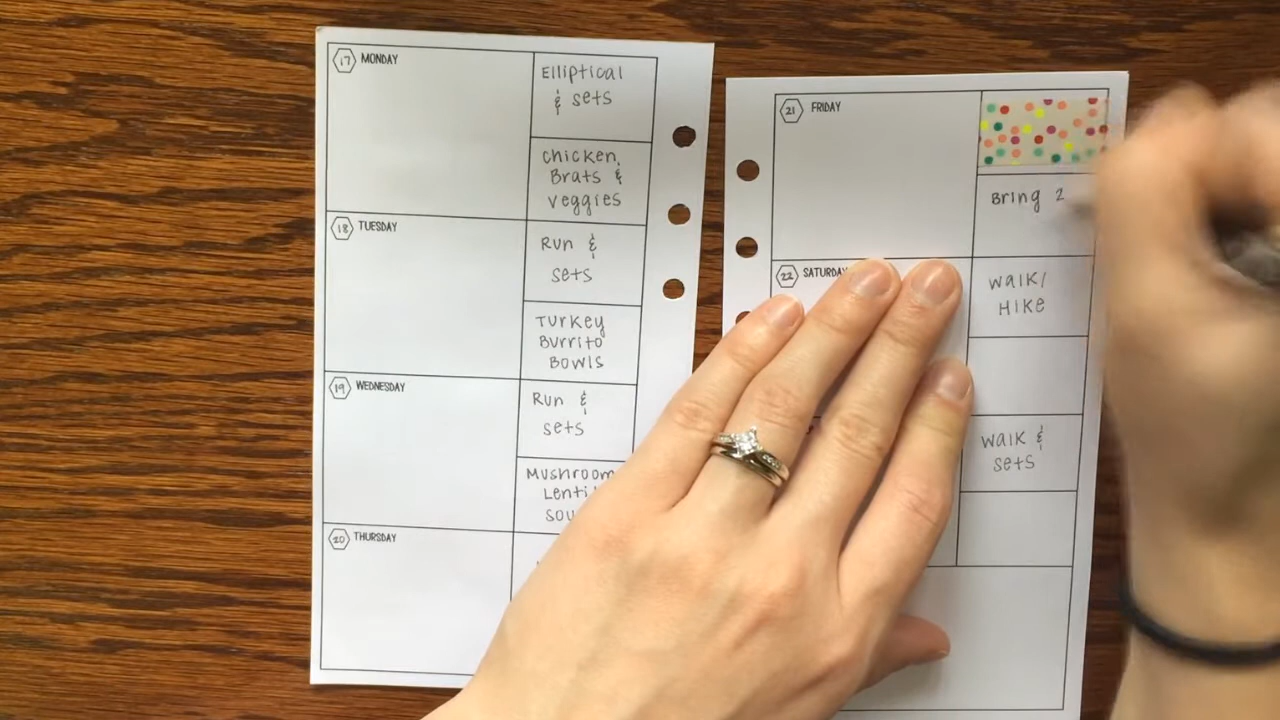 17 MONDAY
Elliptical
& sets
Chicken,
Brats &
veggies
18 TUESDAY
Run &
sets
Turkey
Burrito
Bowls
19 WEDNESDAY
Run &
sets
Mushroom
20 THURSDAY
21 FRIDAY
Bring 2
22 SATURDAY
Walk/
Hike
Walk &
sets